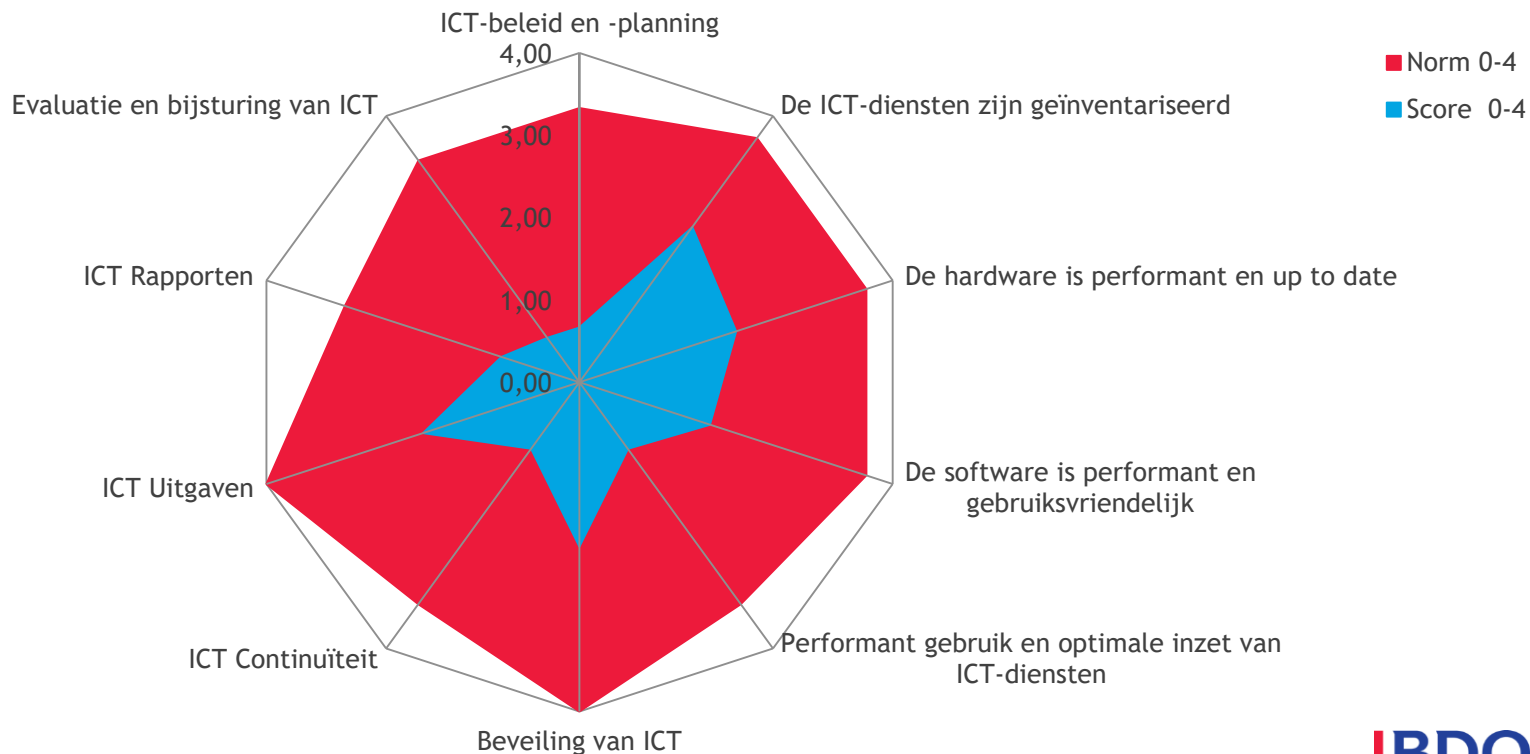 ICT-beleid en -planning
4,00
3,00
2,00
1,00
0,00
De ICT-diensten zijn geïnventariseerd
De hardware is performant en up to date
De software is performant en
gebruiksvriendelijk
Performant gebruik en optimale inzet van
ICT-diensten
Beveiling van ICT
ICT Continuïteit
ICT Uitgaven
ICT Rapporten
Evaluatie en bijsturing van ICT
Norm 0-4
Score 0-4
BDO